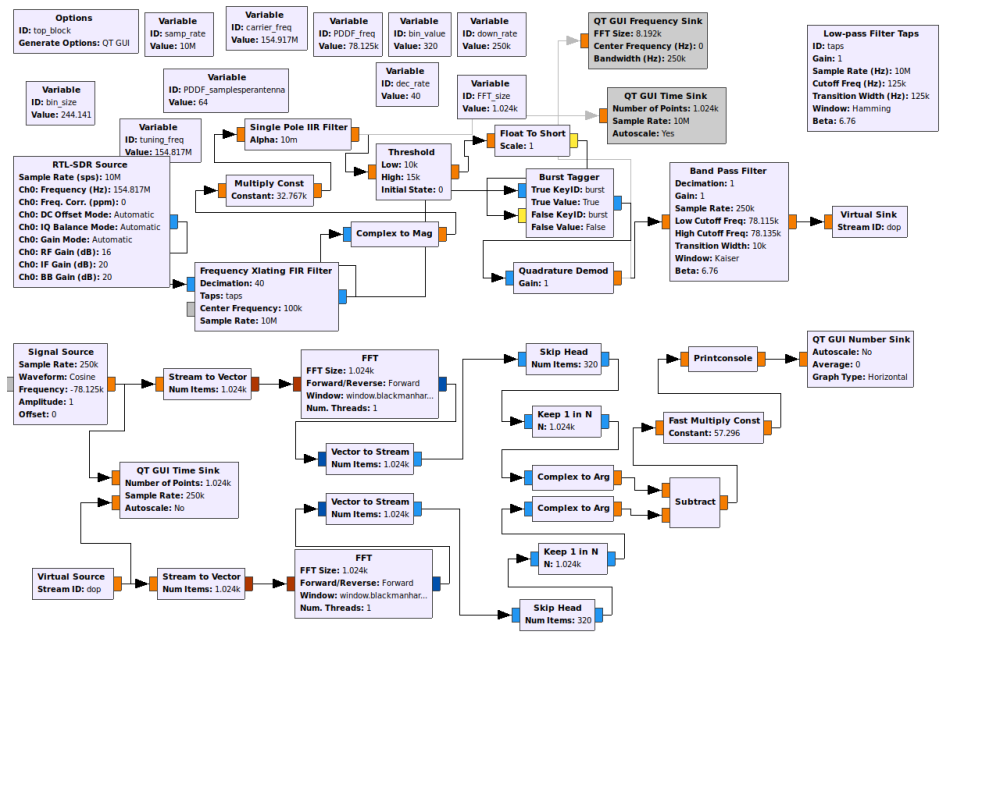 Options
ID: top_block
Generate Options: QT GUI
Variable
ID: samp_rate
Value: 10M
Variable
ID: carrier_freq
Value: 154.917M
Variable
ID: PDDF_freq
Value: 78.125k
Variable
ID: bin_value
Value: 320
Variable
ID: down_rate
Value: 250k
QT GUI Frequency Sink
FFT Size: 8.192k
Center Frequency (Hz): 0
Bandwidth (Hz): 250k
Low-pass Filter Taps
ID: taps
Gain: 1
Sample Rate (Hz): 10M
Cutoff Freq (Hz): 125k
Transition Width (Hz): 125k
Window: Hamming
Beta: 6.76
Variable
ID: bin_size
Value: 244.141
Variable
ID: PDDF_samplesperantenna
Value: 64
Variable
ID: dec_rate
Value: 40
Variable
ID: FFT_size
Value: 1.024k
QT GUI Time Sink
Number of Points: 1.024k
Sample Rate: 10M
Autoscale: Yes
Variable
ID: tuning_freq
Value: 154.817M
Single Pole IIR Filter
Alpha: 10m
Threshold
Low: 10k
High: 15k
Initial State: 0
Float To Short
Scale: 1
RTL-SDR Source
Sample Rate (sps): 10M
Ch0: Frequency (Hz): 154.817M
Ch0: Freq. Corr. (ppm): 0
Ch0: DC Offset Mode: Automatic
Ch0: IQ Balance Mode: Automatic
Ch0: Gain Mode: Automatic
Ch0: RF Gain (dB): 16
Ch0: IF Gain (dB): 20
Ch0: BB Gain (dB): 20
Multiply Const
Constant: 32.767k
Burst Tagger
True KeyID: burst
True Value: True
False KeyID: burst
False Value: False
Band Pass Filter
Decimation: 1
Gain: 1
Sample Rate: 250k
Low Cutoff Freq: 78.115k
High Cutoff Freq: 78.135k
Transition Width: 10k
Window: Kaiser
Beta: 6.76
Virtual Sink
Stream ID: dop
Complex to Mag
Frequency Xlating FIR Filter
Decimation: 40
Taps: taps
Center Frequency: 100k
Sample Rate: 10M
Quadrature Demod
Gain: 1
Signal Source
Sample Rate: 250k
Waveform: Cosine
Frequency: -78.125k
Amplitude: 1
Offset: 0
Stream to Vector
Num Items: 1.024k
FFT
FFT Size: 1.024k
Forward/Reverse: Forward
Window: window.blackmanhar...
Num. Threads: 1
Skip Head
Num Items: 320
Printconsole
QT GUI Number Sink
Autoscale: No
Average: 0
Graph Type: Horizontal
Keep 1 in N
N: 1.024k
Fast Multiply Const
Constant: 57.296
Vector to Stream
Num Items: 1.024k
QT GUI Time Sink
Number of Points: 1.024k
Sample Rate: 250k
Autoscale: No
Complex to Arg
Vector to Stream
Num Items: 1.024k
Complex to Arg
Subtract
Virtual Source
Stream ID: dop
Stream to Vector
Num Items: 1.024k
FFT
FFT Size: 1.024k
Forward/Reverse: Forward
Window: window.blackmanhar...
Num. Threads: 1
Keep 1 in N
N: 1.024k
Skip Head
Num Items: 320